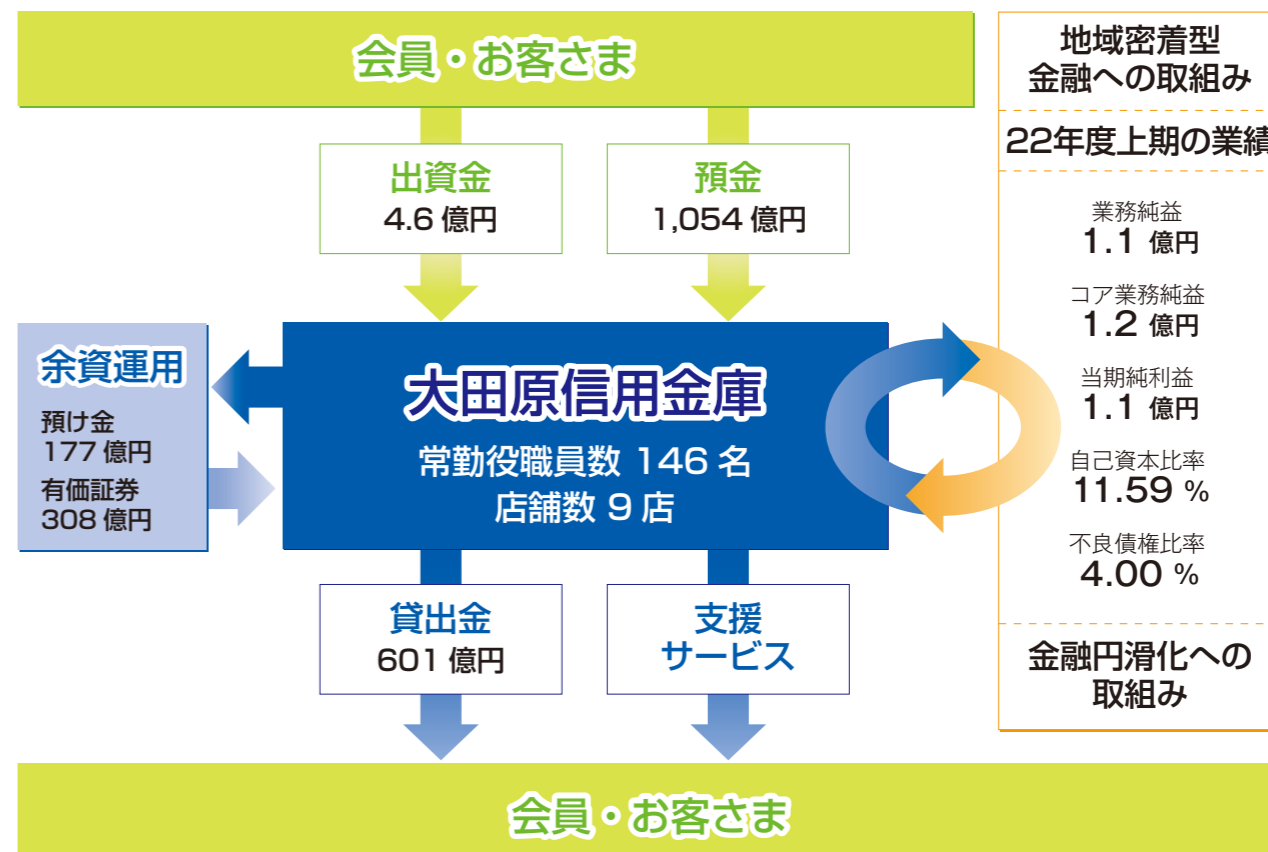 会員・お客さま
出資金
4.6 億円
預金
1,054 億円
余資運用
預け金
177 億円
有価証券
308 億円
大田原信用金庫
常勤役職員数 146 名
店舗数 9 店
貸出金
601 億円
支援
サービス
会員・お客さま
地域密着型
金融への取組み
22年度上期の業績
業務純益
1.1 億円
コア業務純益
1.2 億円
当期純利益
1.1 億円
自己資本比率
11.59 %
不良債権比率
4.00 %
金融円滑化への
取組み